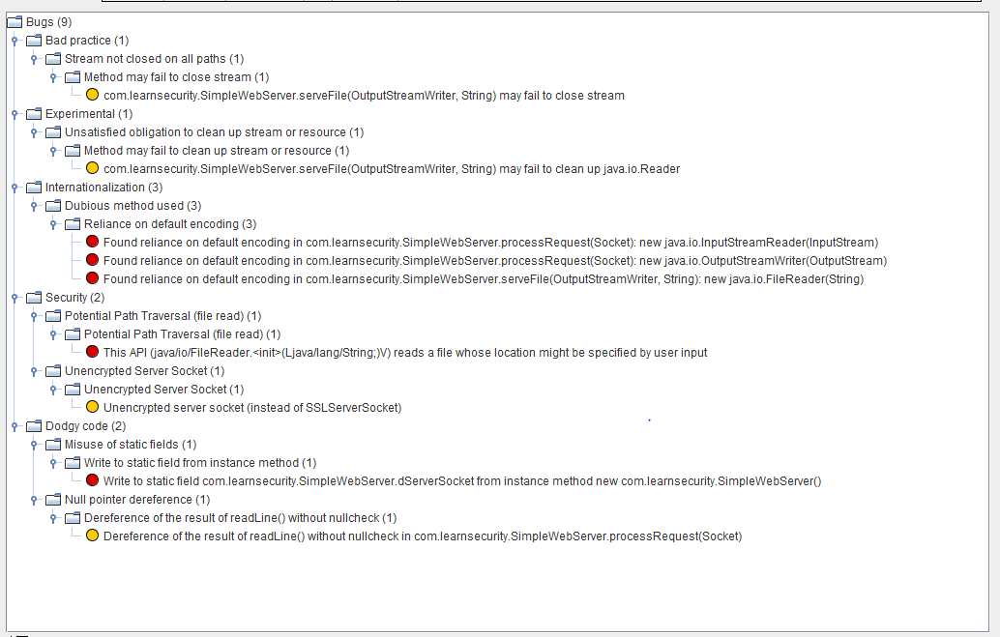 Bugs (9)
Bad practice (1)
Stream not closed on all paths (1)
Method may fail to close stream (1)
com.learnsecurity.SimpleWebServer.serveFile(OutputStreamWriter, String) may fail to close stream
Experimental (1)
Unsatisfied obligation to clean up stream or resource (1)
Method may fail to clean up stream or resource (1)
com.learnsecurity.SimpleWebServer.serveFile(OutputStreamWriter, String) may fail to clean up java.io.Reader
Internationalization (3)
Dubious method used (3)
Reliance on default encoding (3)
Found reliance on default encoding in com.learnsecurity.SimpleWebServer.processRequest(Socket): new java.io.InputStreamReader(InputStream)
Found reliance on default encoding in com.learnsecurity.SimpleWebServer.processRequest(Socket): new java.io.OutputStreamWriter(OutputStream)
Found reliance on default encoding in com.learnsecurity.SimpleWebServer.serveFile(OutputStreamWriter, String): new java.io.FileReader(String)
Security (2)
Potential Path Traversal (file read) (1)
Potential Path Traversal (file read) (1)
This API (java/io/FileReader.<init>(Ljava/lang/String;)V) reads a file whose location might be specified by user input
Unencrypted Server Socket (1)
Unencrypted Server Socket (1)
Unencrypted server socket (instead of SSLServerSocket)
Dodgy code (2)
Misuse of static fields (1)
Write to static field from instance method (1)
Write to static field com.learnsecurity.SimpleWebServer.dServerSocket from instance method new com.learnsecurity.SimpleWebServer()
Null pointer dereference (1)
Dereference of the result of readLine() without nullcheck (1)
Dereference of the result of readLine() without nullcheck in com.learnsecurity.SimpleWebServer.processRequest(Socket)